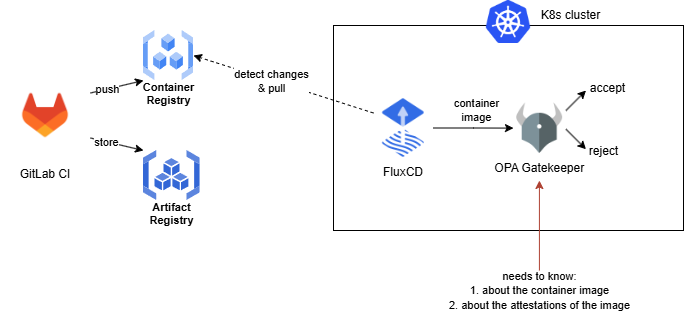 K8s cluster
push
Container
Registry
detect changes
& pull
container
image
accept
reject
GitLab CI
store
FluxCD
OPA Gatekeeper
Artifact
Registry
needs to know:
1. about the container image
2. about the attestations of the image